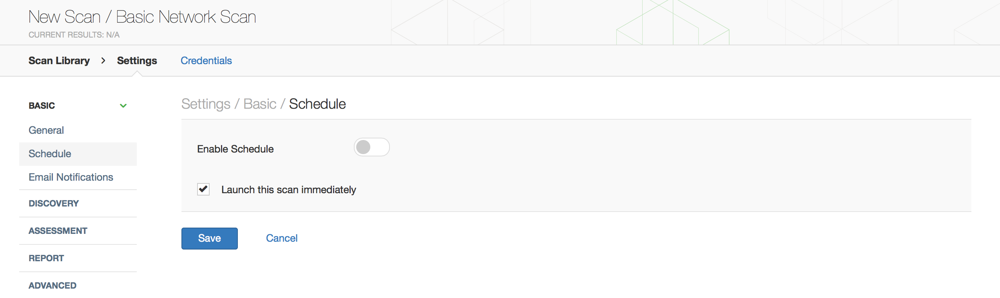 New Scan / Basic Network Scan
CURRENT RESULTS: N/A
Scan Library > Settings Credentials
BASIC
General
Schedule
Email Notifications
DISCOVERY
ASSESSMENT
REPORT
ADVANCED
Settings / Basic / Schedule
Enable Schedule
Launch this scan immediately
Save Cancel